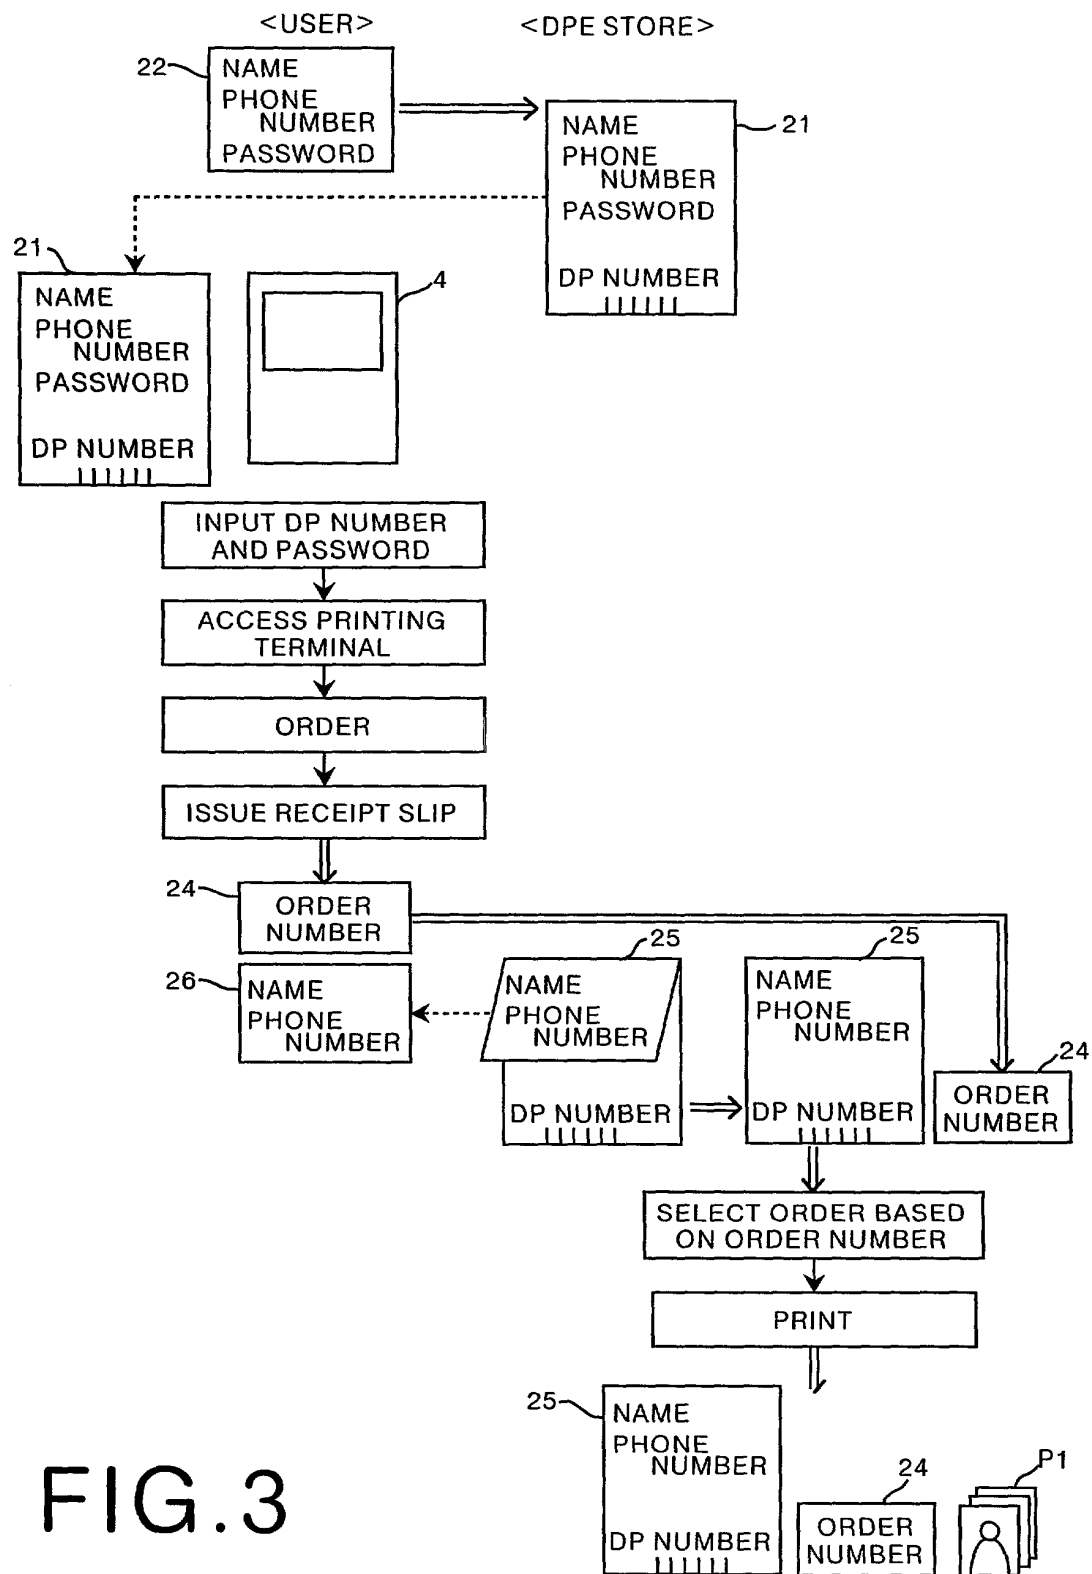 <USER>
<DPE STORE>
22
NAME
PHONE
NUMBER
PASSWORD
21
NAME
PHONE
NUMBER
PASSWORD
DP NUMBER
21
NAME
PHONE
NUMBER
PASSWORD
DP NUMBER
4
INPUT DP NUMBER
AND PASSWORD
ACCESS PRINTING
TERMINAL
ORDER
ISSUE RECEIPT SLIP
24
ORDER
NUMBER
26
NAME
PHONE
NUMBER
25
NAME
PHONE
NUMBER
DP NUMBER
25
NAME
PHONE
NUMBER
DP NUMBER
24
ORDER
NUMBER
SELECT ORDER BASED
ON ORDER NUMBER
PRINT
25
NAME
PHONE
NUMBER
DP NUMBER
24
ORDER
NUMBER
P1
FIG.3